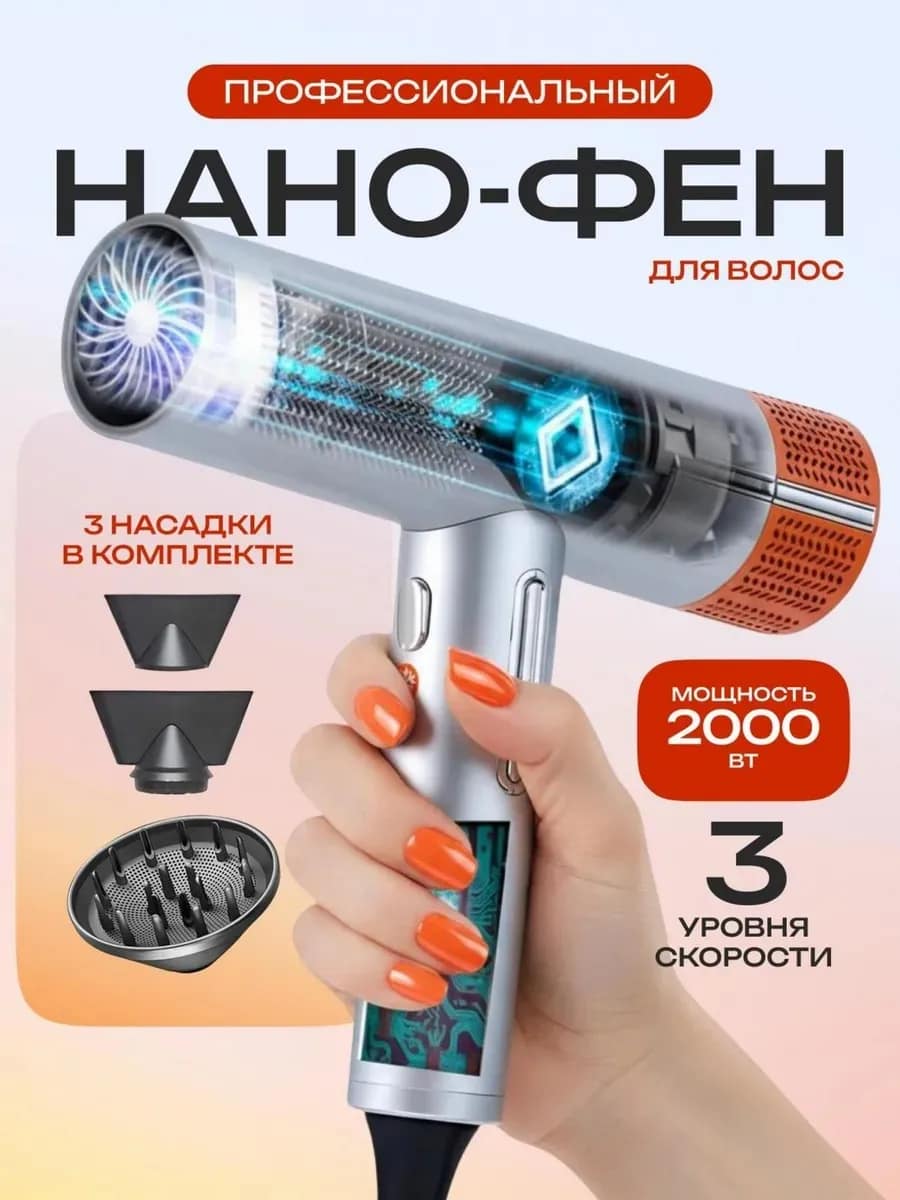 ПРОФЕССИОНАЛЬНЫЙ
НАНО-ФЕН
ДЛЯ ВОЛОС
3 НАСАДКИ
В КОМПЛЕКТЕ
МОЩНОСТЬ
2000
ВТ
3
УРОВНЯ
СКОРОСТИ